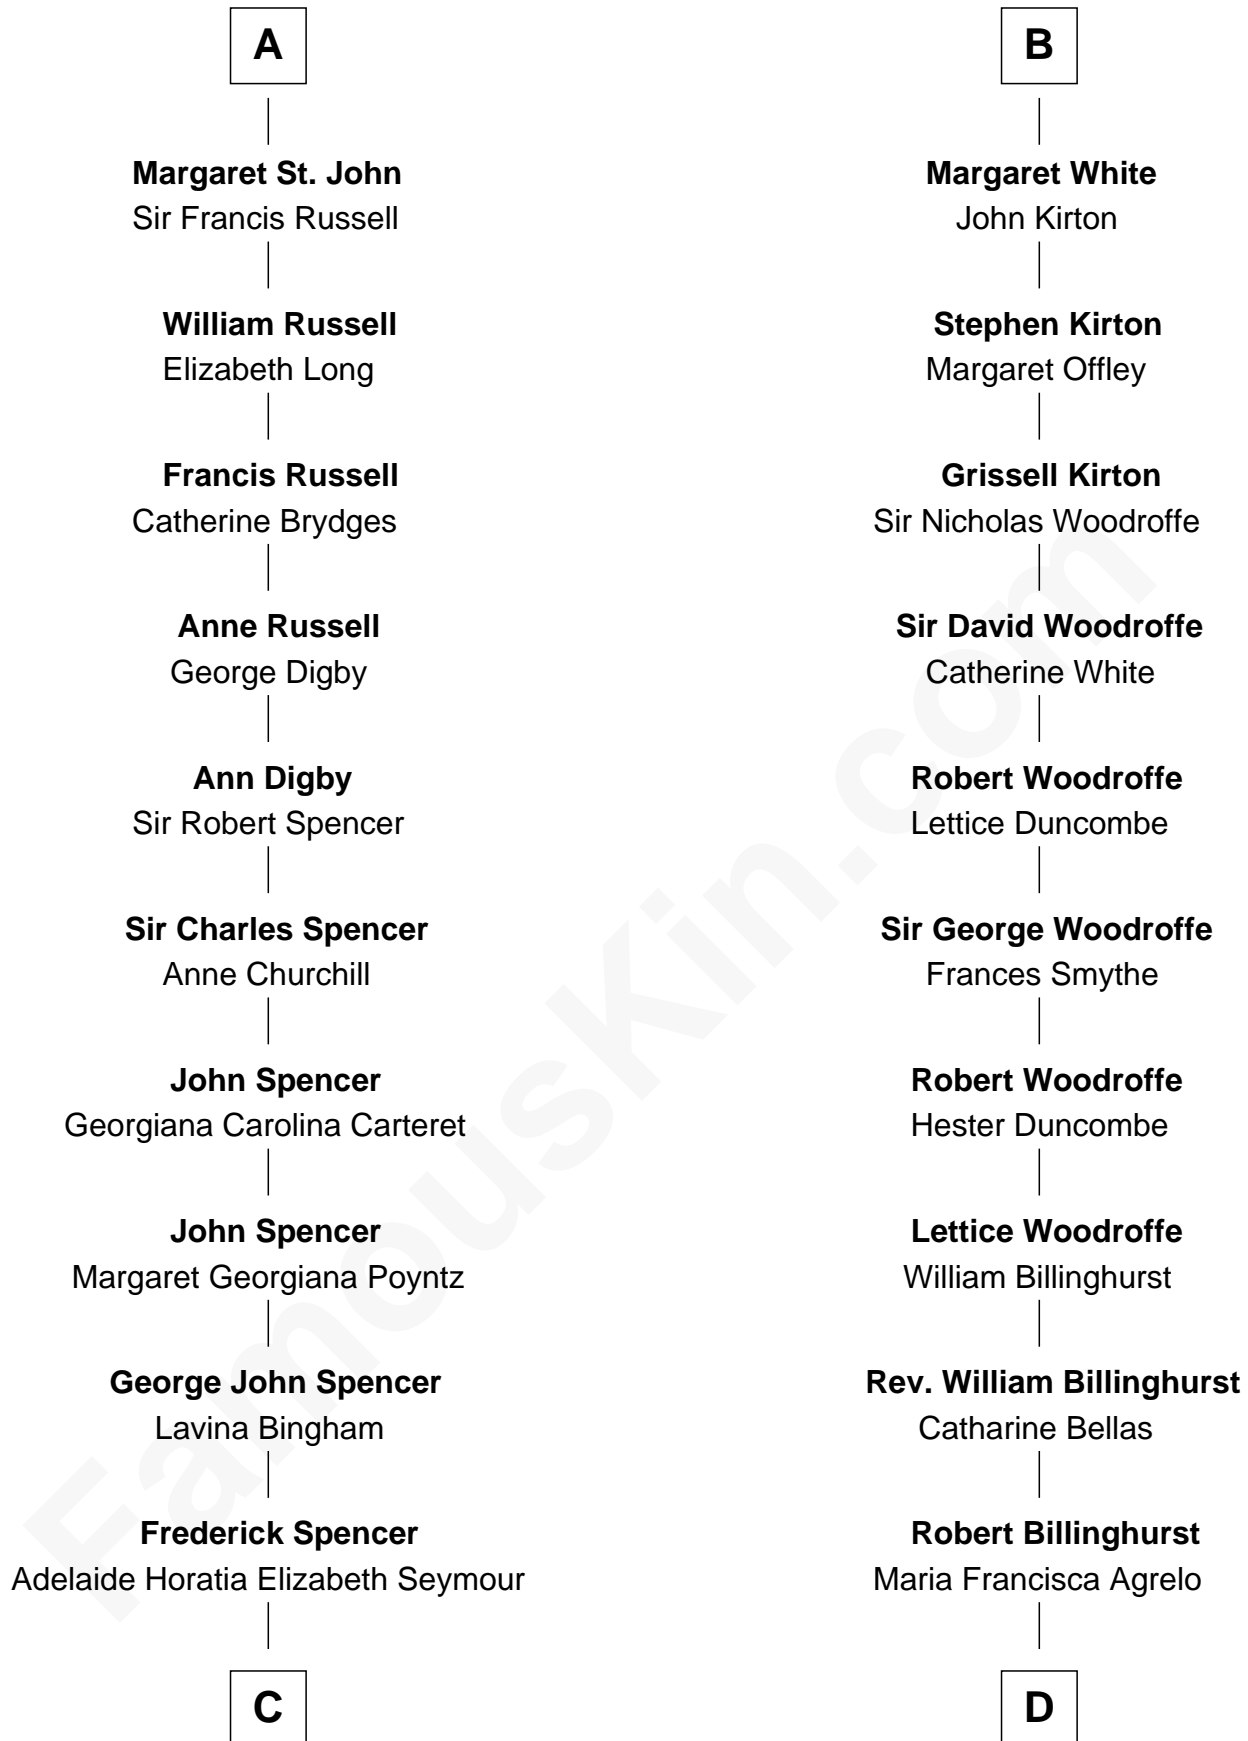 A
Margaret St. John
Sir Francis Russell
William Russell
Elizabeth Long
Francis Russell
Catherine Brydges
Anne Russell
George Digby
Ann Digby
Sir Robert Spencer
Sir Charles Spencer
Anne Churchill
John Spencer
Georgiana Carolina Carteret
John Spencer
Margaret Georgiana Poyntz
George John Spencer
Lavina Bingham
Frederick Spencer
Adelaide Horatia Elizabeth Seymour
C
B
Margaret White
John Kirton
Stephen Kirton
Margaret Offley
Grissell Kirton
Sir Nicholas Woodroffe
Sir David Woodroffe
Catherine White
Robert Woodroffe
Lettice Duncombe
Sir George Woodroffe
Frances Smythe
Robert Woodroffe
Hester Duncombe
Lettice Woodroffe
William Billinghurst
Rev. William Billinghurst
Catharine Bellas
Robert Billinghurst
Maria Francisca Agrelo
D
FamousKin.com